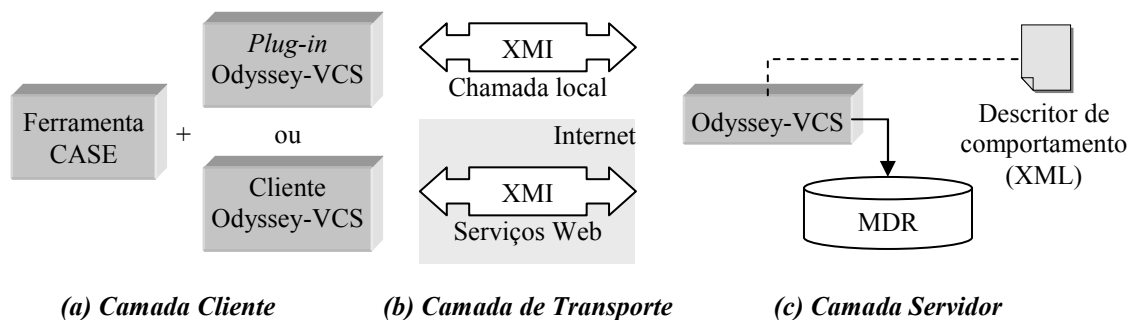 Plug-in
Odyssey-VCS
Ferramenta
CASE
+
ou
Cliente
Odyssey-VCS
XMI
Chamada local
Internet
XMI
Serviços Web
Odyssey-VCS
MDR
Descritor de
comportamento
(XML)
(a) Camada Cliente
(b) Camada de Transporte
(c) Camada Servidor